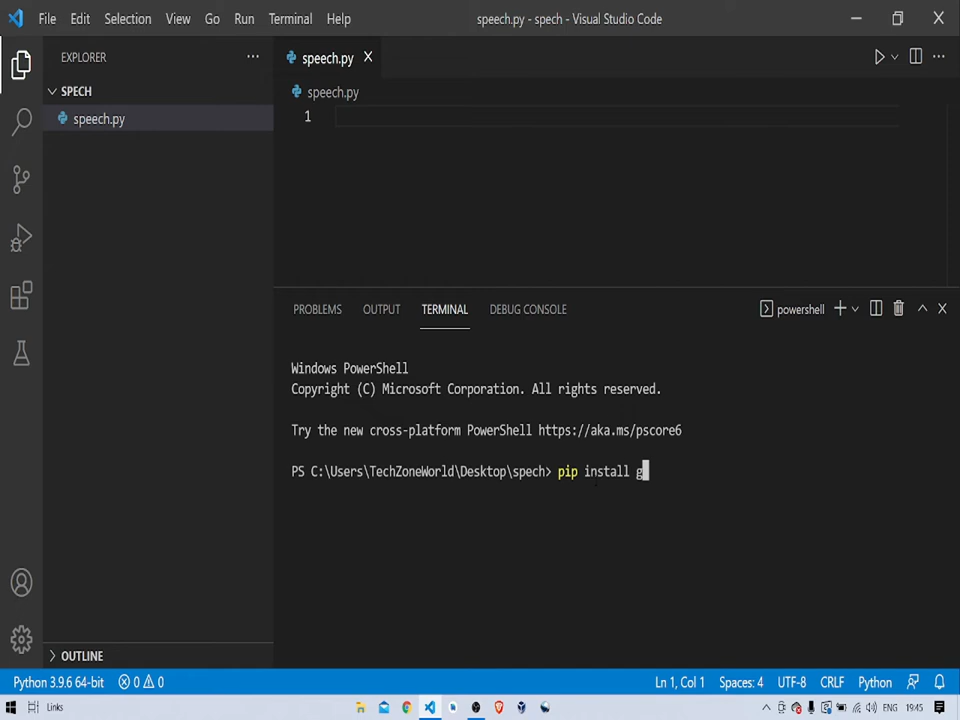 File Edit Selection View Go Run Terminal Help speech.py - spech - Visual Studio Code
EXPLORER
SPECH
speech.py
speech.py
speech.py
1
PROBLEMS OUTPUT TERMINAL DEBUG CONSOLE powershell
Windows PowerShell
Copyright (C) Microsoft Corporation. All rights reserved.
Try the new cross-platform PowerShell https://aka.ms/pscore6
PS C:\Users\TechZoneWorld\Desktop\spech> pip install g
OUTLINE
Python 3.9.6 64-bit 0 0 Ln 1, Col 1 Spaces: 4 UTF-8 CRLF Python
Links ENG 19:45